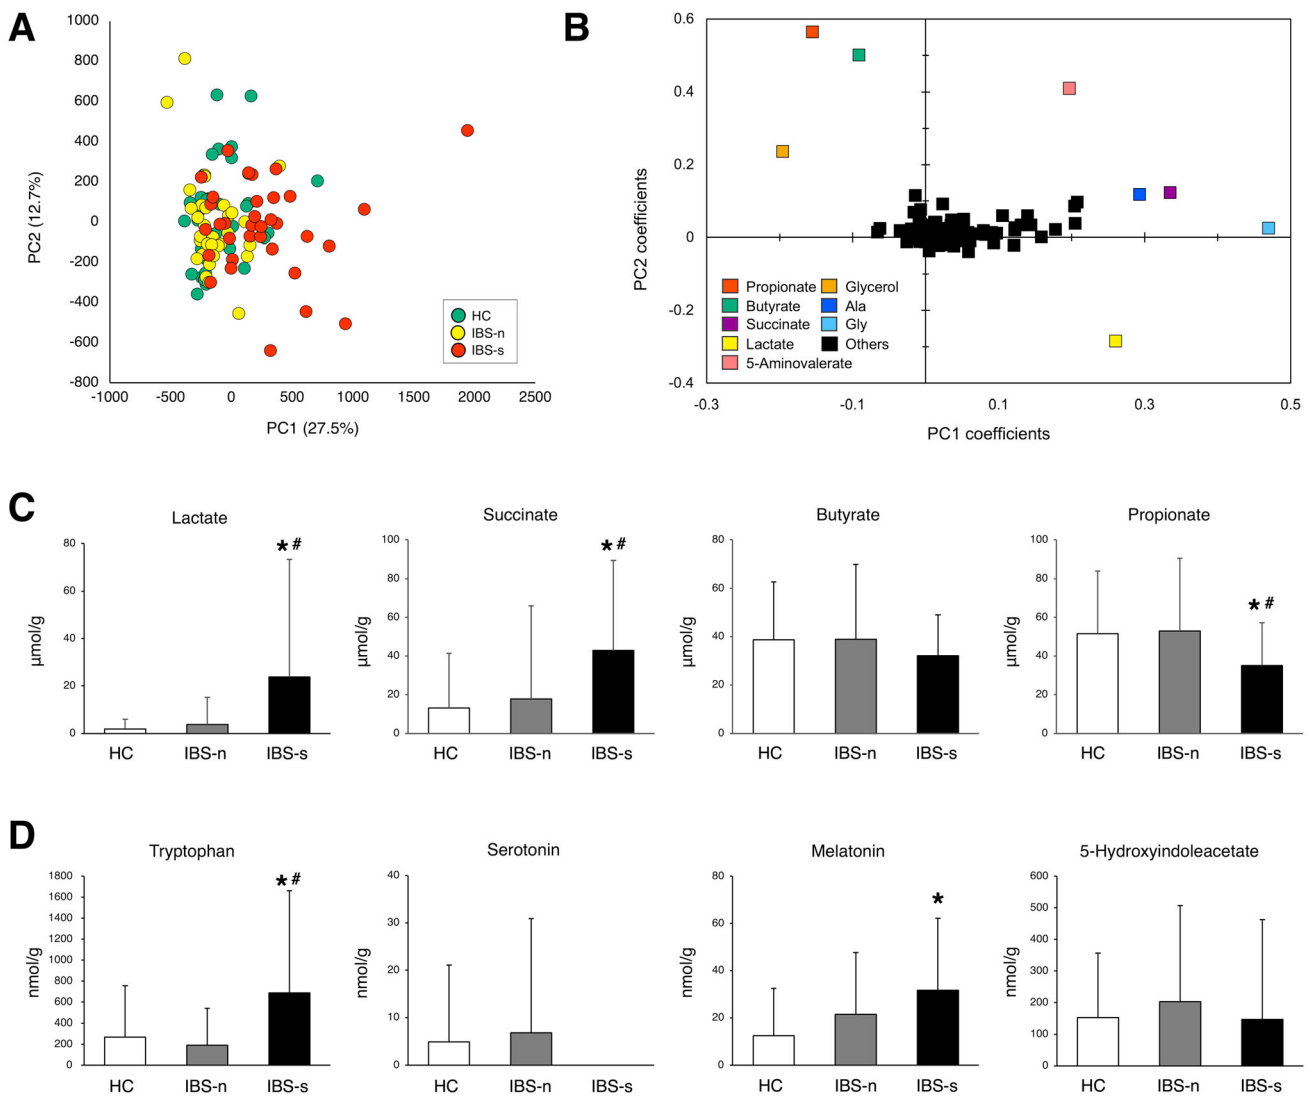 A
1000
800
600
400
200
0
-200
-400
-600
-800
PC2 (12.7%)
-1000 -500 0 500 1000 1500 2000 2500
PC1 (27.5%)
HC
IBS-n
IBS-s
B
0.6
0.4
0.2
0
-0.2
-0.4
PC2 coefficients
-0.3 -0.1 0.1 0.3 0.5
PC1 coefficients
Propionate Glycerol
Butyrate Ala
Succinate Gly
Lactate Others
5-Aminovalerate
C
Lactate
80
60
40
20
0
µmol/g
* #
HC IBS-n IBS-s
Succinate
100
80
60
40
20
0
µmol/g
* #
HC IBS-n IBS-s
Butyrate
80
60
40
20
0
µmol/g
HC IBS-n IBS-s
Propionate
100
80
60
40
20
0
µmol/g
* #
HC IBS-n IBS-s
D
Tryptophan
1800
1600
1400
1200
1000
800
600
400
200
0
nmol/g
* #
HC IBS-n IBS-s
Serotonin
40
30
20
10
0
nmol/g
HC IBS-n IBS-s
Melatonin
80
60
40
20
0
nmol/g
*
HC IBS-n IBS-s
5-Hydroxyindoleacetate
600
500
400
300
200
100
0
nmol/g
HC IBS-n IBS-s